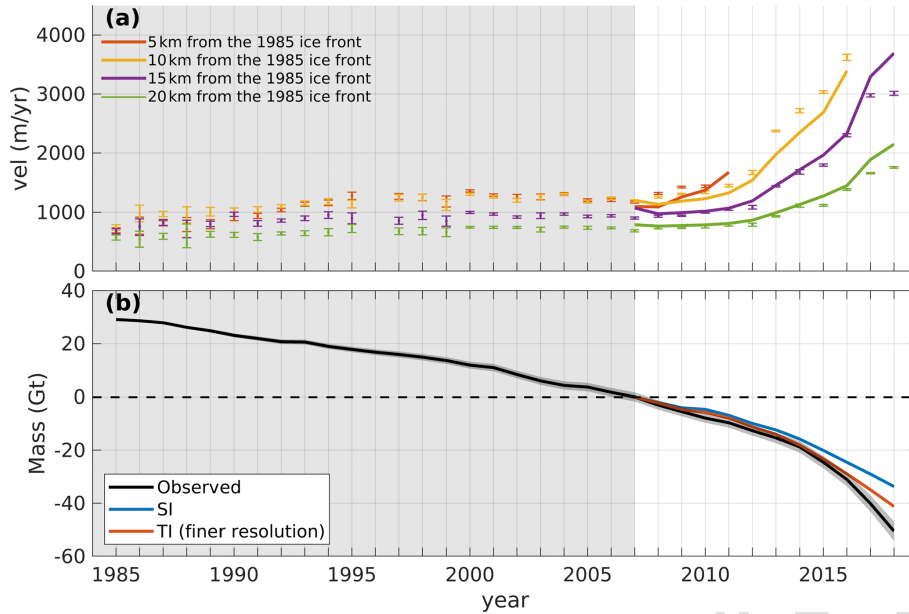 (a)
5 km from the 1985 ice front
10 km from the 1985 ice front
15 km from the 1985 ice front
20 km from the 1985 ice front
4000
3000
2000
1000
0
vel (m/yr)
(b)
40
20
0
-20
-40
-60
Mass (Gt)
Observed
SI
TI (finer resolution)
1985 1990 1995 2000 2005 2010 2015
year